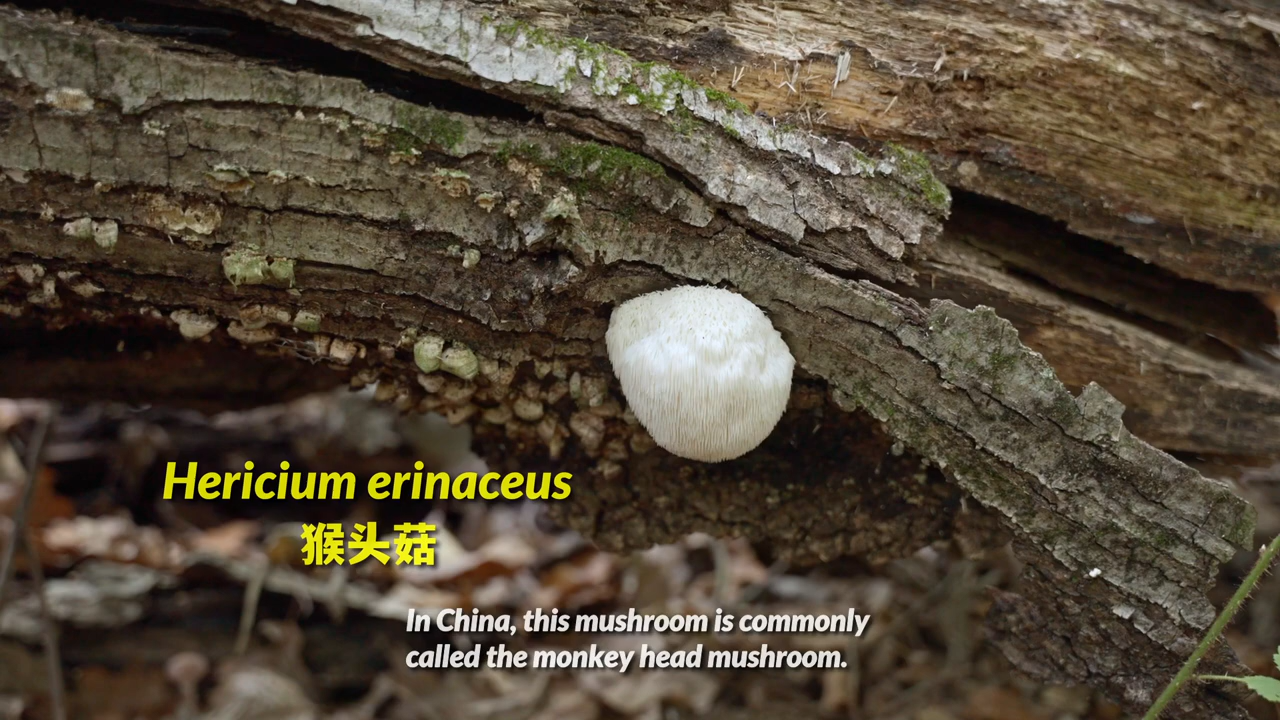 Hericium erinaceus
猴头菇
In China, this mushroom is commonly
called the monkey head mushroom.